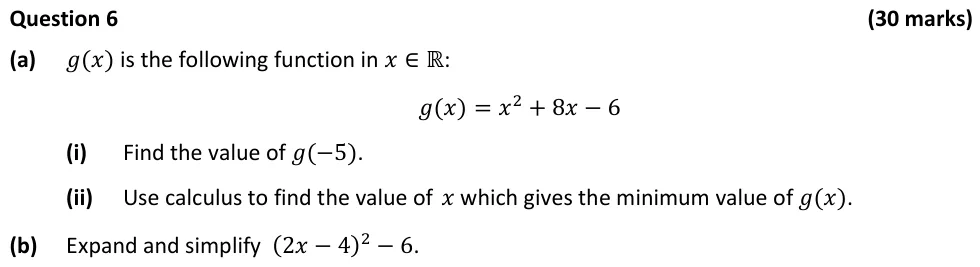 Question 6 (30 marks)
(a) g(x) is the following function in x ∈ ℝ:
g(x) = x² + 8x − 6
(i) Find the value of g(−5).
(ii) Use calculus to find the value of x which gives the minimum value of g(x).
(b) Expand and simplify (2x − 4)² − 6.